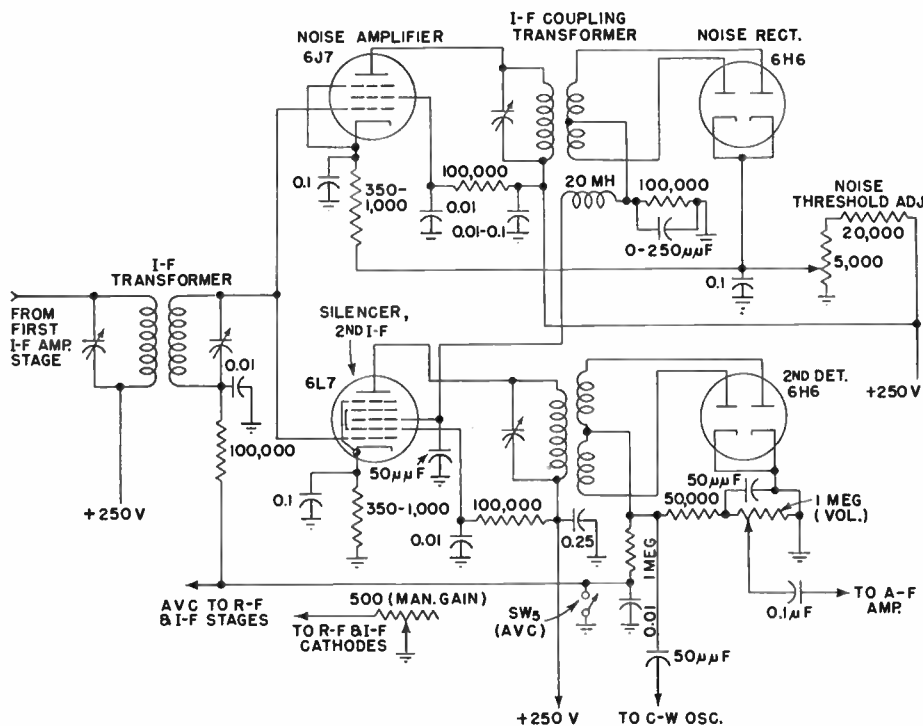 NOISE AMPLIFIER
6J7
I-F COUPLING
TRANSFORMER
NOISE RECT.
6H6
0.1
350-
1,000
100,000
0.01
0.01-0.1
20 MH
100,000
0-250μμF
NOISE
THRESHOLD ADJ.
20,000
5,000
0.1
I-F
TRANSFORMER
FROM
FIRST
I-F AMP.
STAGE
0.01
100,000
+250 V
SILENCER,
2ND I-F
6L7
50μμF
0.1
350-1,000
0.01
100,000
0.25
2ND DET.
6H6
+250 V
50μμF
50,000
1 MEG
(VOL.)
1 MEG
0.01
0.1μF
TO A-F
AMP.
AVC TO R-F
& I-F STAGES
500 (MAN. GAIN)
TO R-F & I-F
CATHODES
SW5
(AVC)
50μμF
+250 V
TO C-W OSC.